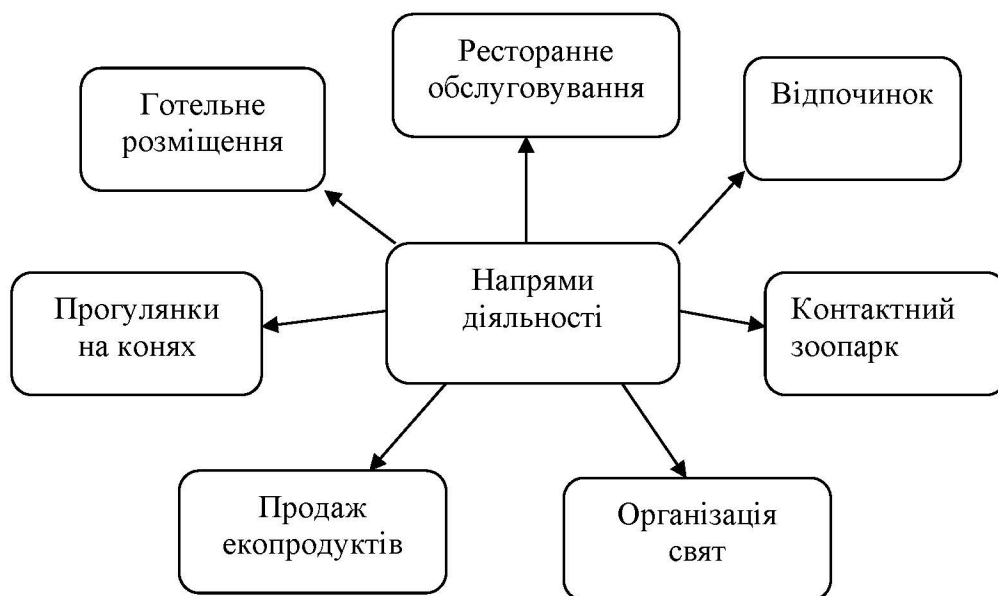 Ресторанне
обслуговування
Готельне
розміщення
Відпочинок
Напрями
діяльності
Прогулянки
на конях
Контактний
зоопарк
Продаж
екопродуктів
Організація
свят